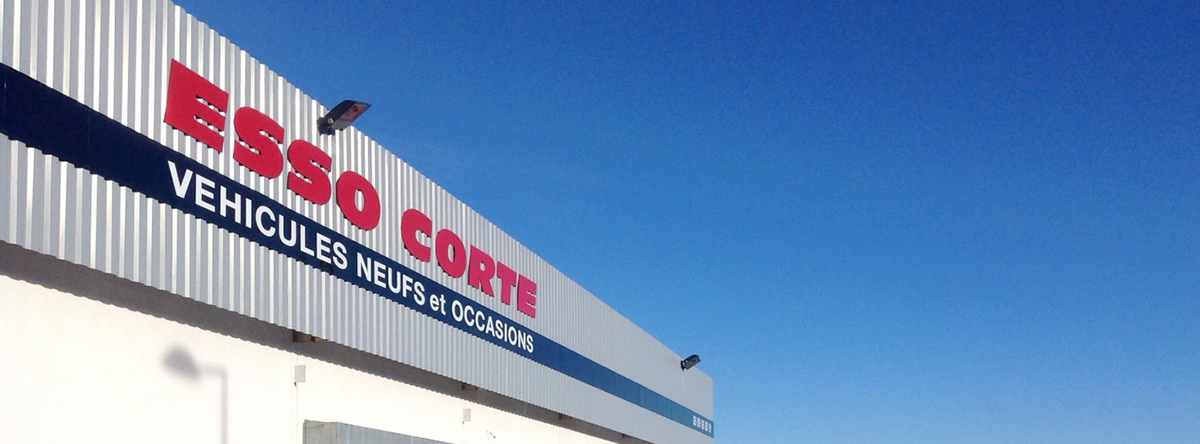 ESSO CORTE
VEHICULES NEUFS et OCCASIONS